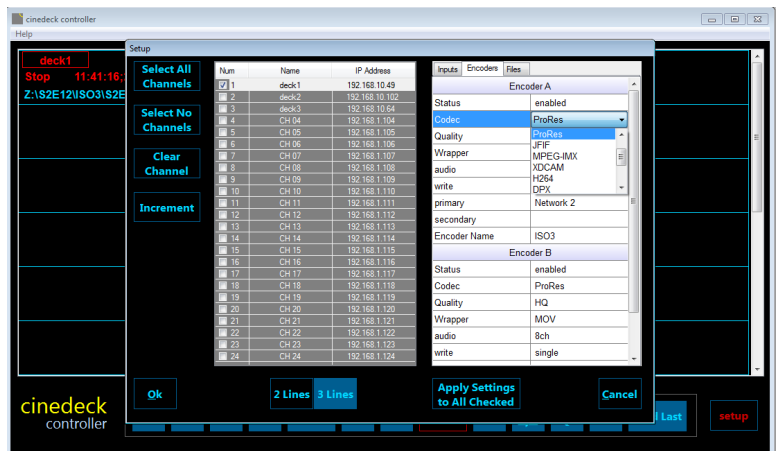 cinedeck controller
Help
deck1
Stop 11:41:16;
Z:\S2E12\ISO3\S2E
Setup
Select All Channels
Select No Channels
Clear Channel
Increment
Num Name IP Address
1 deck1 192.168.10.49
2 deck2 192.168.10.102
3 deck3 192.168.10.64
4 CH 04 192.168.1.104
5 CH 05 192.168.1.105
6 CH 06 192.168.1.106
7 CH 07 192.168.1.107
8 CH 08 192.168.1.108
9 CH 09 192.168.1.109
10 CH 10 192.168.1.110
11 CH 11 192.168.1.111
12 CH 12 192.168.1.112
13 CH 13 192.168.1.113
14 CH 14 192.168.1.114
15 CH 15 192.168.1.115
16 CH 16 192.168.1.116
17 CH 17 192.168.1.117
18 CH 18 192.168.1.118
19 CH 19 192.168.1.119
20 CH 20 192.168.1.120
21 CH 21 192.168.1.121
22 CH 22 192.168.1.122
23 CH 23 192.168.1.123
24 CH 24 192.168.1.124
Inputs Encoders Files
Encoder A
Status enabled
Codec ProRes
Quality
Wrapper
audio
write
ProRes
JFIF
MPEG-IMX
XDCAM
H264
DPX
primary Network 2
secondary
Encoder Name ISO3
Encoder B
Status enabled
Codec ProRes
Quality HQ
Wrapper MOV
audio 8ch
write single
Ok
2 Lines 3 Lines
Apply Settings to All Checked
Cancel
cinedeck
controller
Last
setup